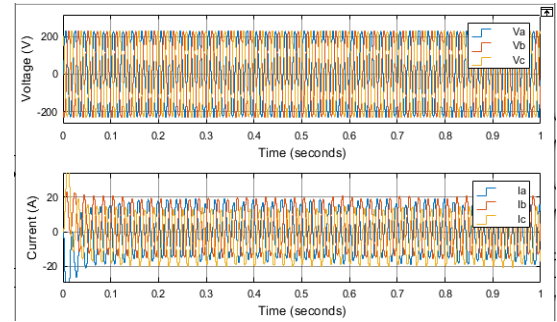 Voltage (V)
200
0
-200
Va
Vb
Vc
0 0.1 0.2 0.3 0.4 0.5 0.6 0.7 0.8 0.9 1
Time (seconds)
Current (A)
20
0
-20
Ia
Ib
Ic
0 0.1 0.2 0.3 0.4 0.5 0.6 0.7 0.8 0.9 1
Time (seconds)